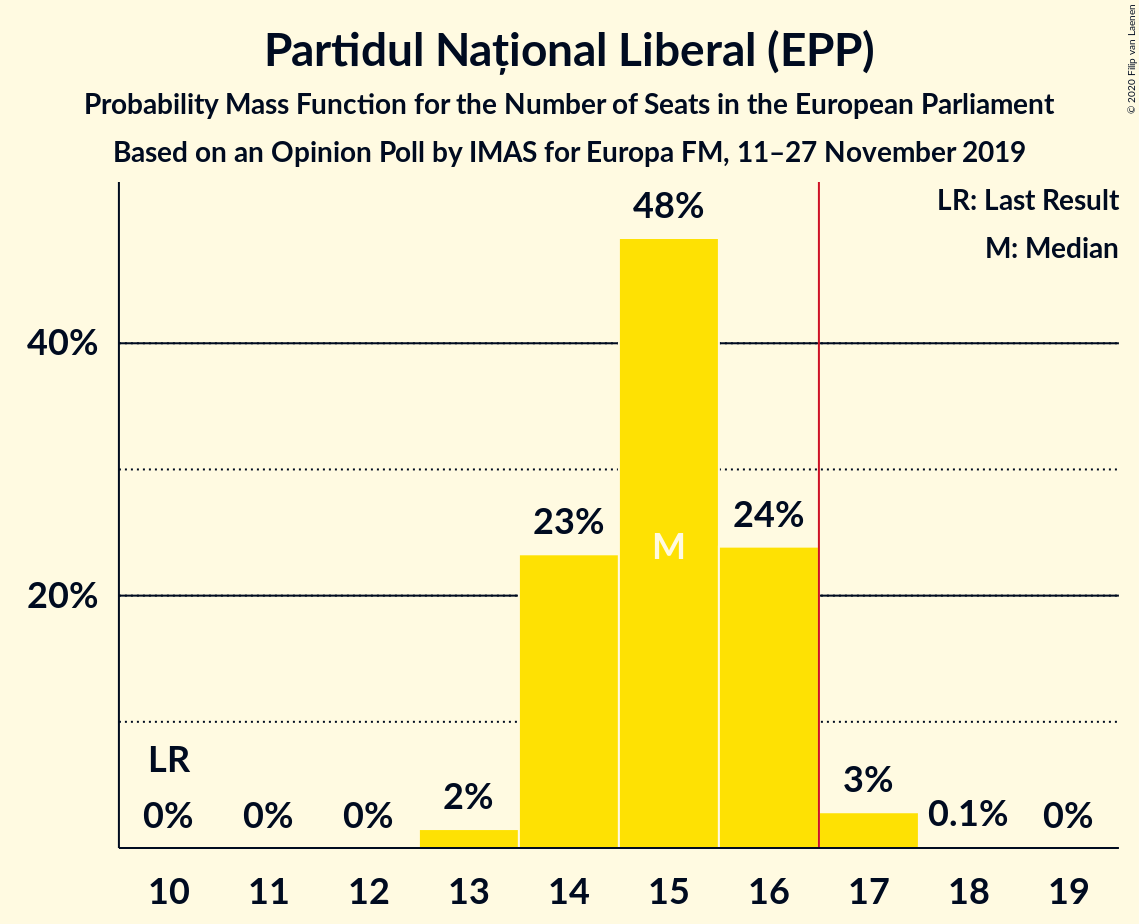 Partidul Național Liberal (EPP)
Probability Mass Function for the Number of Seats in the European Parliament
Based on an Opinion Poll by IMAS for Europa FM, 11–27 November 2019
© 2020 Filip van Laenen
LR: Last Result
M: Median
48%
40%
24%
23%
M
20%
LR
3%
2%
0%
0%
0%
0.1%
0%
10
11
12
13
14
15
16
17
18
19